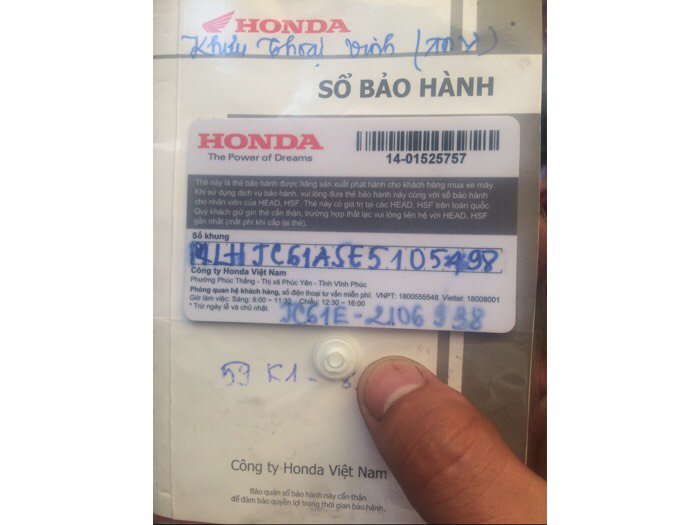 HONDA
Khưu Thoại Vinh
SỔ BẢO HÀNH
HONDA
The Power of Dreams
14-01525757
Thẻ này là thẻ bảo hành được hãng sản xuất phát hành cho khách hàng mua xe máy.
Khi sử dụng dịch vụ bảo hành, vui lòng đưa thẻ bảo hành này cùng với sổ bảo hành
cho nhân viên của HEAD, HSF. Thẻ này có giá trị tại các HEAD, HSF trên toàn quốc.
Quý khách giữ gìn thẻ cẩn thận, trường hợp thất lạc vui lòng liên hệ với HEAD, HSF
gần nhất (mất phí khi cấp lại thẻ).
Số khung
RLHJC61ASE5105498
Công ty Honda Việt Nam
Phường Phúc Thắng - Thị xã Phúc Yên - Tỉnh Vĩnh Phúc
Phòng quan hệ khách hàng, số điện thoại tư vấn miễn phí: VNPT: 1800555548 Viettel: 18008001
Giờ làm việc: Sáng: 8:00 ~ 11:30 Chiều: 12:30 ~ 16:00
* Trừ ngày lễ và chủ nhật.
JC61E-2106938
59 K1 -
Công ty Honda Việt Nam
Bảo quản sổ bảo hành này cẩn thận
để đảm bảo quyền lợi trong thời gian bảo hành.